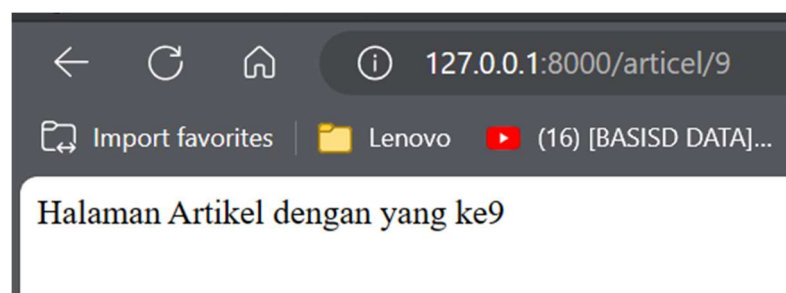 127.0.0.1:8000/articel/9
Import favorites Lenovo (16) [BASISD DATA]...
Halaman Artikel dengan yang ke9